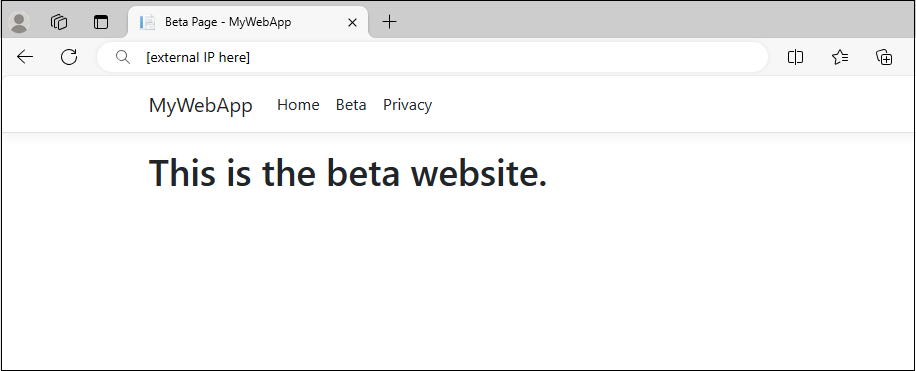 Beta Page - MyWebApp
[external IP here]
MyWebApp Home Beta Privacy
This is the beta website.